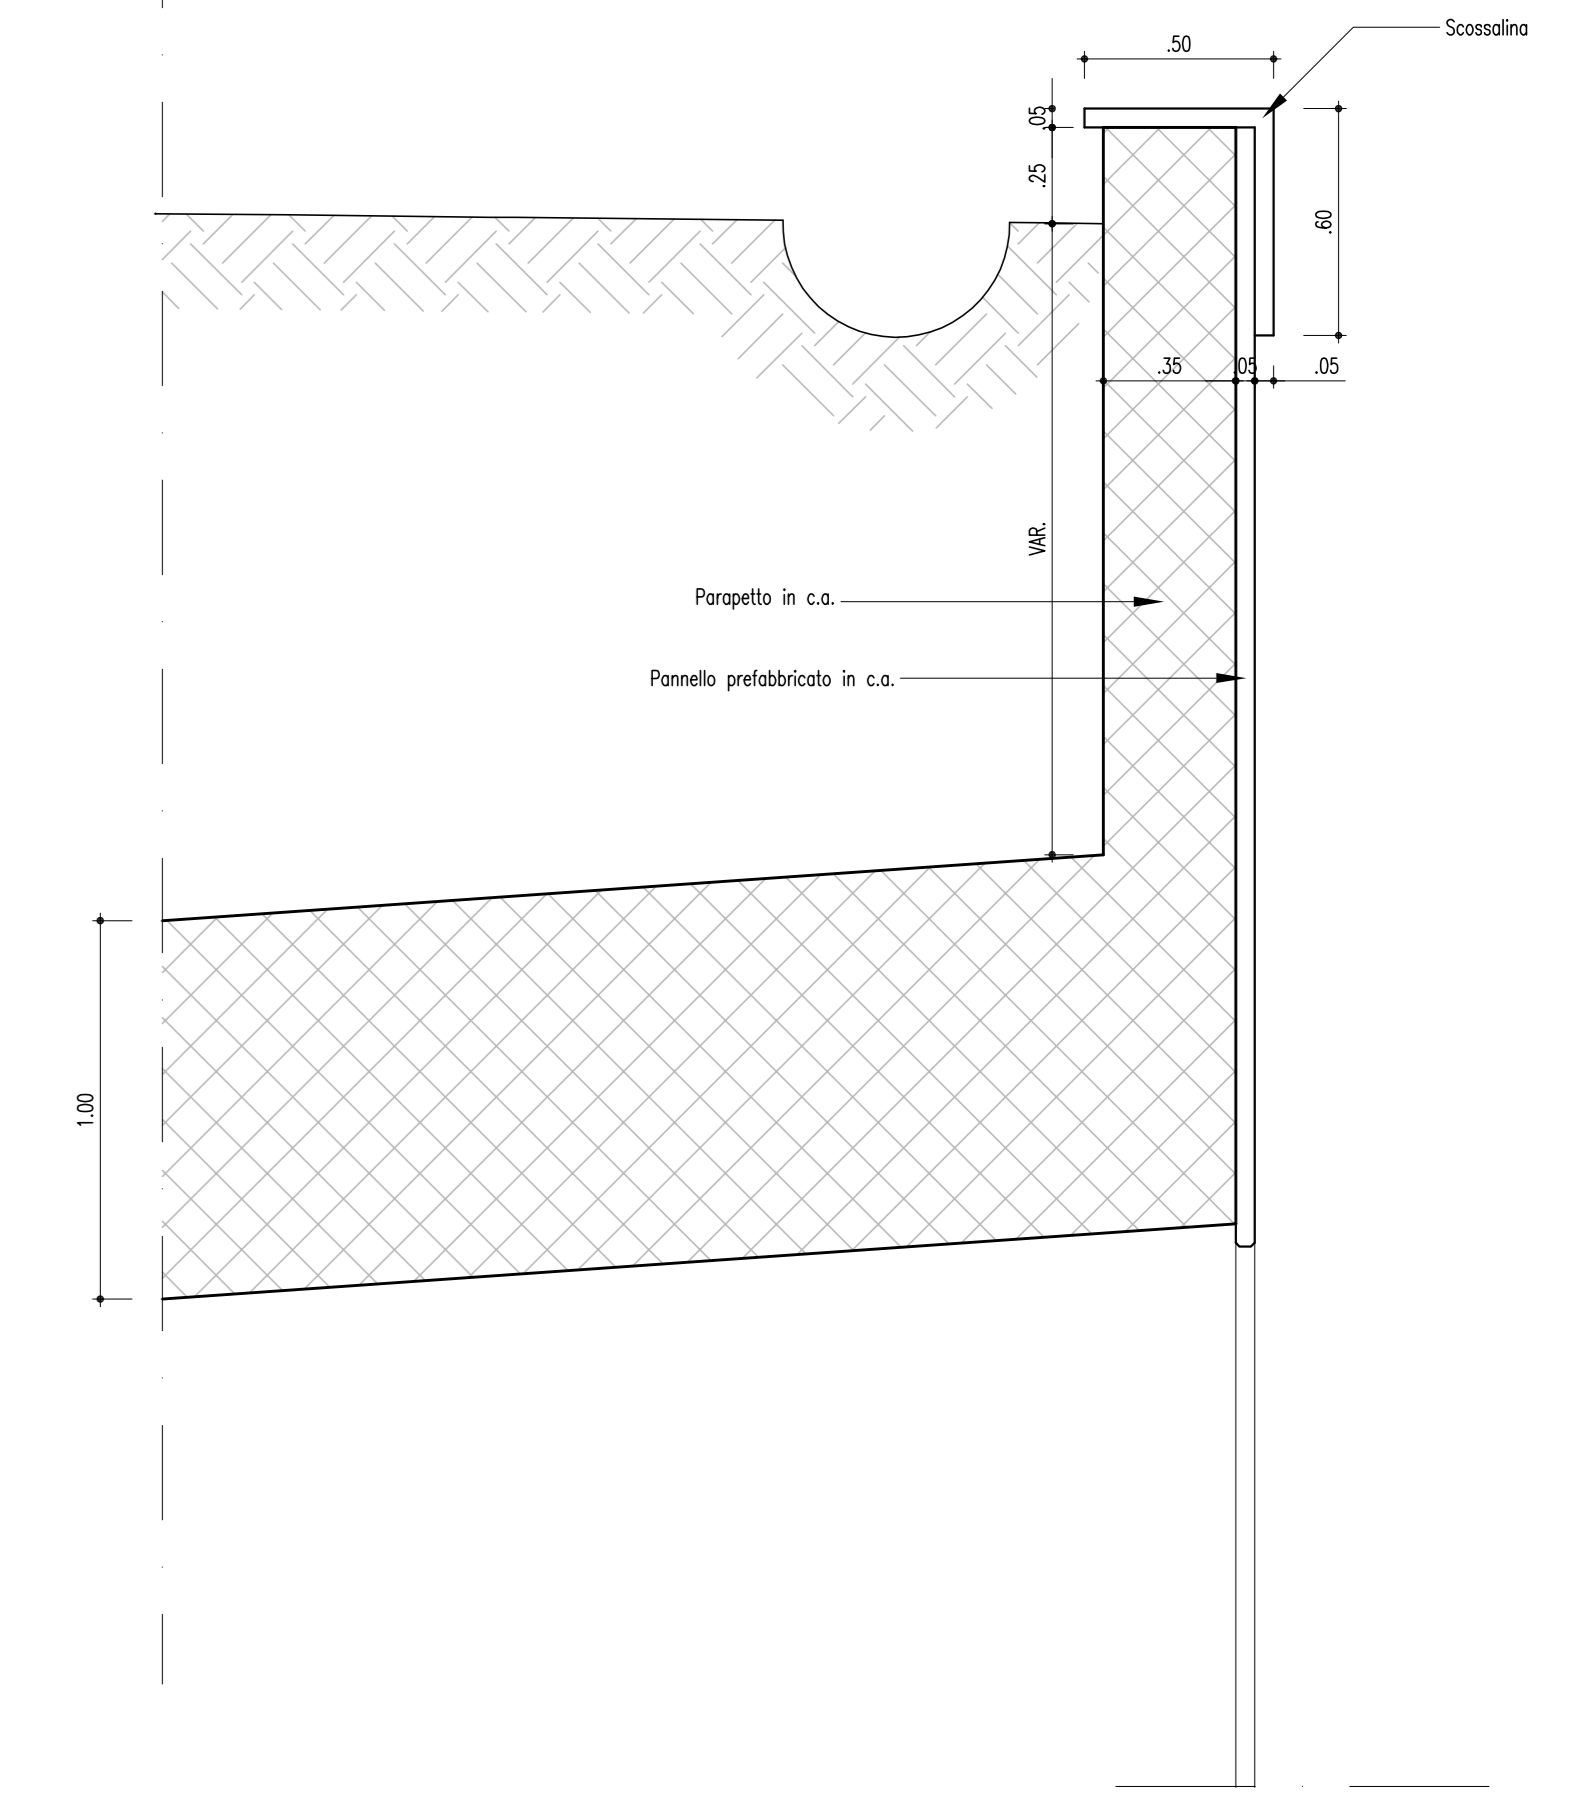 Scossalina
.50
.05
.25
.60
.35
.05
.05
VAR.
Parapetto in c.a.
Pannello prefabbricato in c.a.
1.00